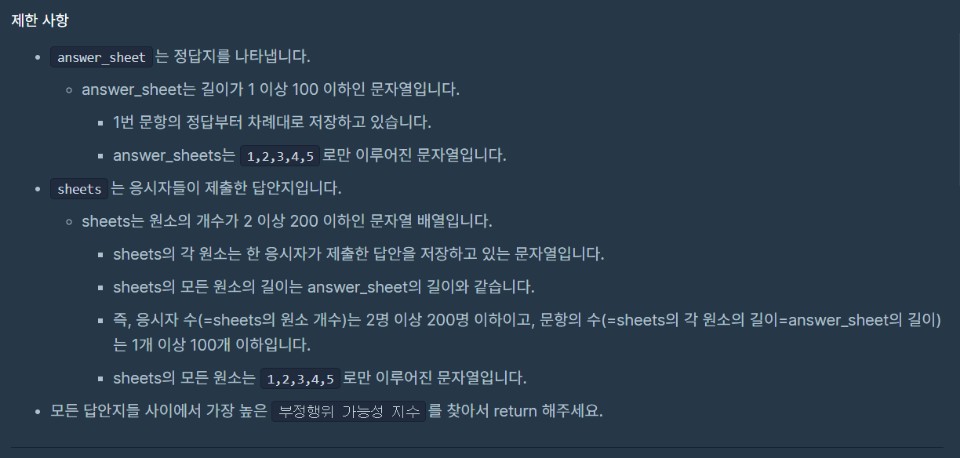 제한 사항
answer_sheet 는 정답지를 나타냅니다.
answer_sheet는 길이가 1 이상 100 이하인 문자열입니다.
1번 문항의 정답부터 차례대로 저장하고 있습니다.
answer_sheets는 1,2,3,4,5 로만 이루어진 문자열입니다.
sheets 는 응시자들이 제출한 답안지입니다.
sheets는 원소의 개수가 2 이상 200 이하인 문자열 배열입니다.
sheets의 각 원소는 한 응시자가 제출한 답안을 저장하고 있는 문자열입니다.
sheets의 모든 원소의 길이는 answer_sheet의 길이와 같습니다.
즉, 응시자 수(=sheets의 원소 개수)는 2명 이상 200명 이하이고, 문항의 수(=sheets의 각 원소의 길이=answer_sheet의 길이)
는 1개 이상 100개 이하입니다.
sheets의 모든 원소는 1,2,3,4,5 로만 이루어진 문자열입니다.
모든 답안지들 사이에서 가장 높은 부정행위 가능성 지수 를 찾아서 return 해주세요.